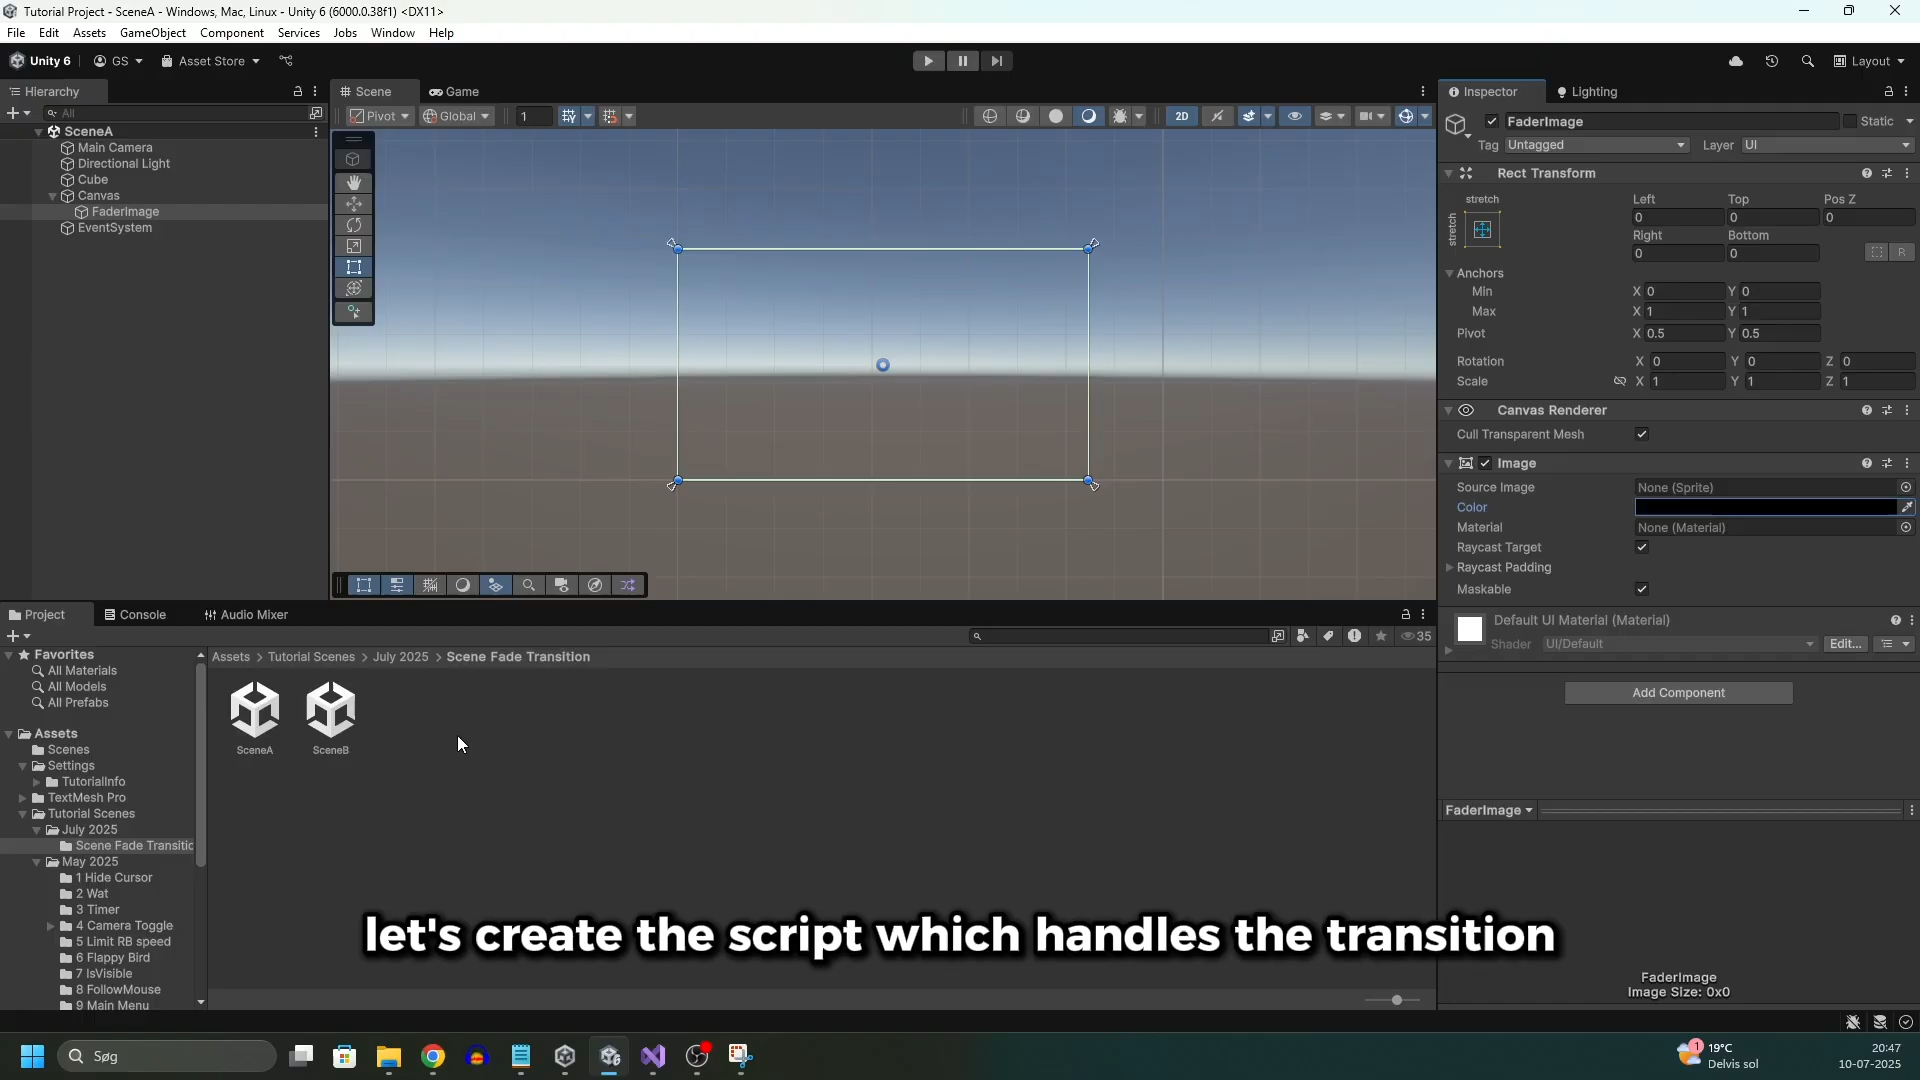 Tutorial Project - SceneA - Windows, Mac, Linux - Unity 6 (6000.0.38f1) <DX11>
File Edit Assets GameObject Component Services Jobs Window Help
Unity 6 GS Asset Store Layout
Hierarchy
All
SceneA
Main Camera
Directional Light
Cube
Canvas
FaderImage
EventSystem
Scene Game
Pivot Global 1 2D
Inspector Lighting
FaderImage Static
Tag Untagged Layer UI
Rect Transform
stretch Left Top Pos Z
stretch 0 0 0
Right Bottom
0 0 R
Anchors
Min X 0 Y 0
Max X 1 Y 1
Pivot X 0.5 Y 0.5
Rotation X 0 Y 0 Z 0
Scale X 1 Y 1 Z 1
Canvas Renderer
Cull Transparent Mesh
Image
Source Image None (Sprite)
Color
Material None (Material)
Raycast Target
Raycast Padding
Maskable
Default UI Material (Material)
Shader UI/Default Edit...
Add Component
FaderImage
FaderImage
Image Size: 0x0
Project Console Audio Mixer
35
Favorites
All Materials
All Models
All Prefabs
Assets
Scenes
Settings
TutorialInfo
TextMesh Pro
Tutorial Scenes
July 2025
Scene Fade Transitic
May 2025
1 Hide Cursor
2 Wat
3 Timer
4 Camera Toggle
5 Limit RB speed
6 Flappy Bird
7 IsVisible
8 FollowMouse
9 Main Menu
Assets > Tutorial Scenes > July 2025 > Scene Fade Transition
SceneA SceneB
let's create the script which handles the transition
Søg
1
19°C
Delvis sol
20:47
10-07-2025